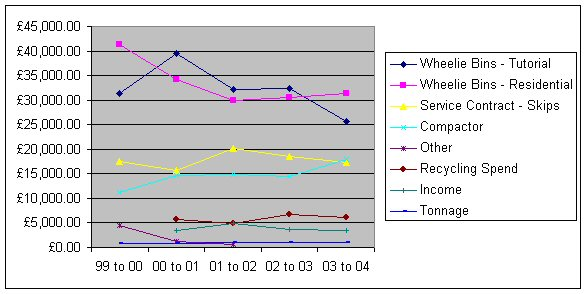 £45,000.00
£40,000.00
£35,000.00
£30,000.00
£25,000.00
£20,000.00
£15,000.00
£10,000.00
£5,000.00
£0.00
99 to 00 00 to 01 01 to 02 02 to 03 03 to 04
Wheelie Bins - Tutorial
Wheelie Bins - Residential
Service Contract - Skips
Compactor
Other
Recycling Spend
Income
Tonnage